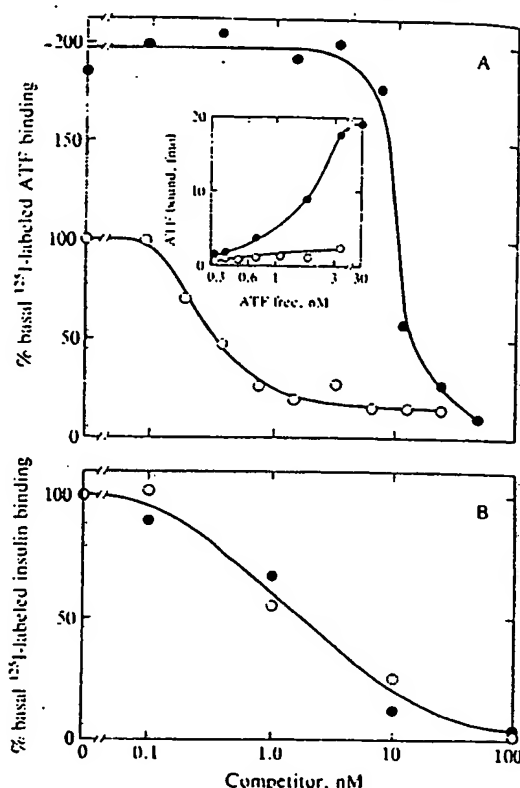 A
~200
150
100
50
0
% basal ¹²⁵I-labeled ATF binding
20
10
0
ATF bound, fmol
0.3 0.6 1 3 30
ATF free, nM
B
100
50
0
% basal ¹²⁵I-labeled insulin binding
0 0.1 1.0 10 100
Competitor, nM